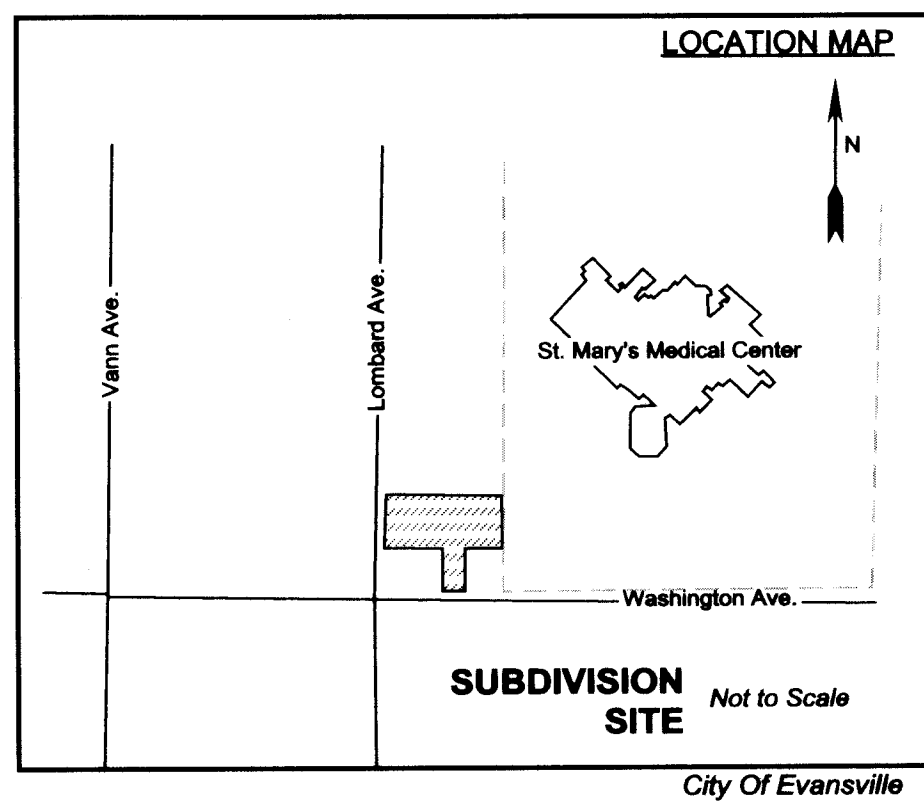 LOCATION MAP
N
Vann Ave.
Lombard Ave.
St. Mary's Medical Center
Washington Ave.
SUBDIVISION
SITE
Not to Scale
City Of Evansville